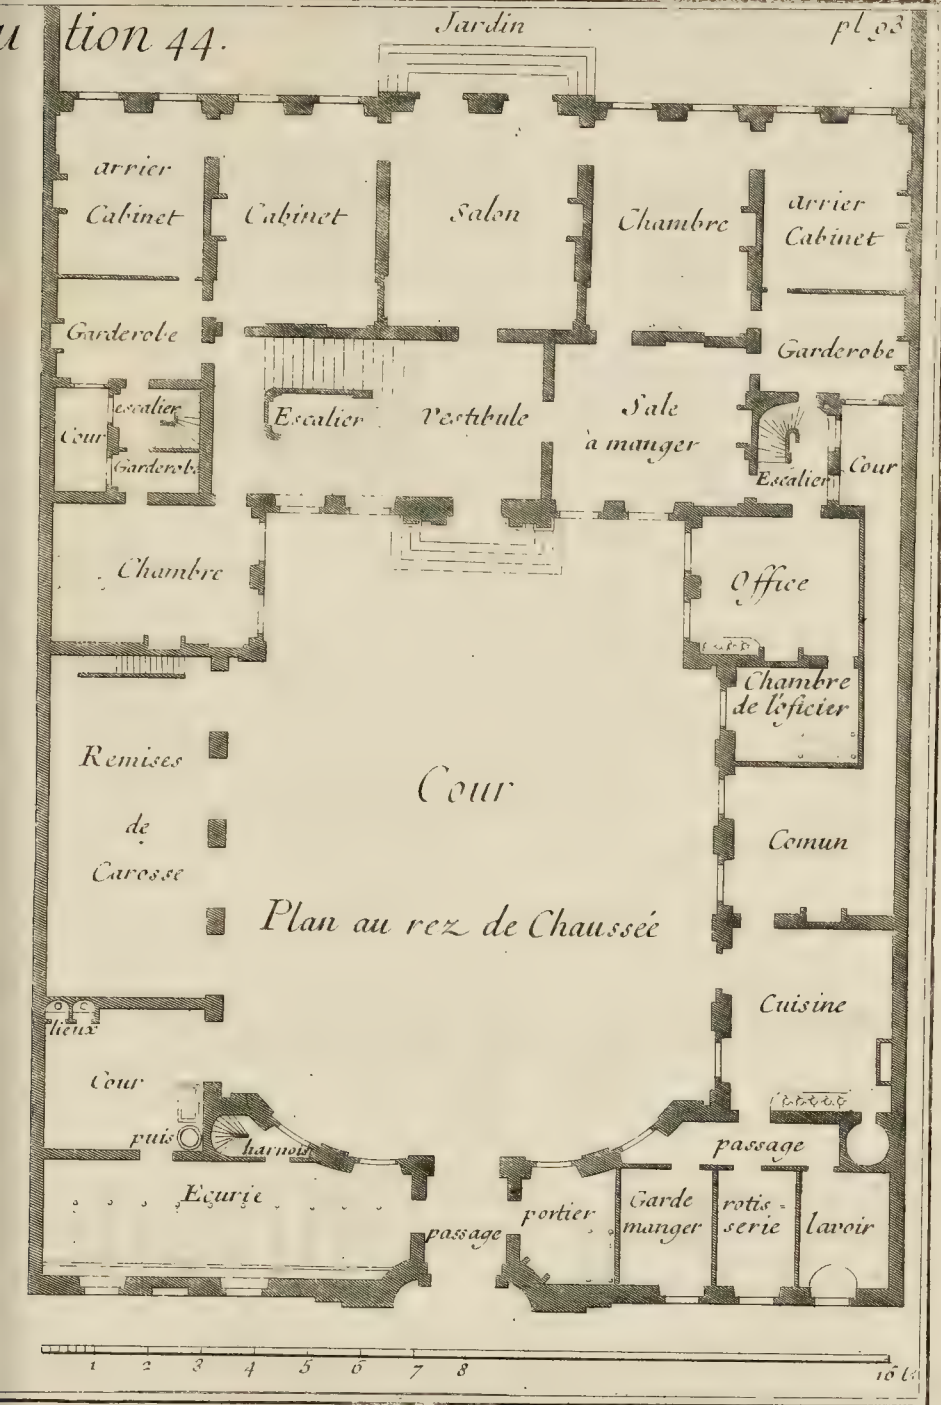 tion 44.
Jardin
pl 93
arrier
Cabinet
Cabinet
Salon
Chambre
arrier
Cabinet
Garderobe
Garderobe
escalier
Cour
Garderobe
Escalier
Vestibule
Sale
à manger
Escalier
Cour
Chambre
Office
Chambre
de l'oficier
Remises
de
Carosse
Cour
Comun
Plan au rez de Chaussée
Cuisine
lieux
Cour
puis
harnois
passage
Ecurie
passage
portier
Garde
manger
rotis =
serie
lavoir
1 2 3 4 5 6 7 8 16